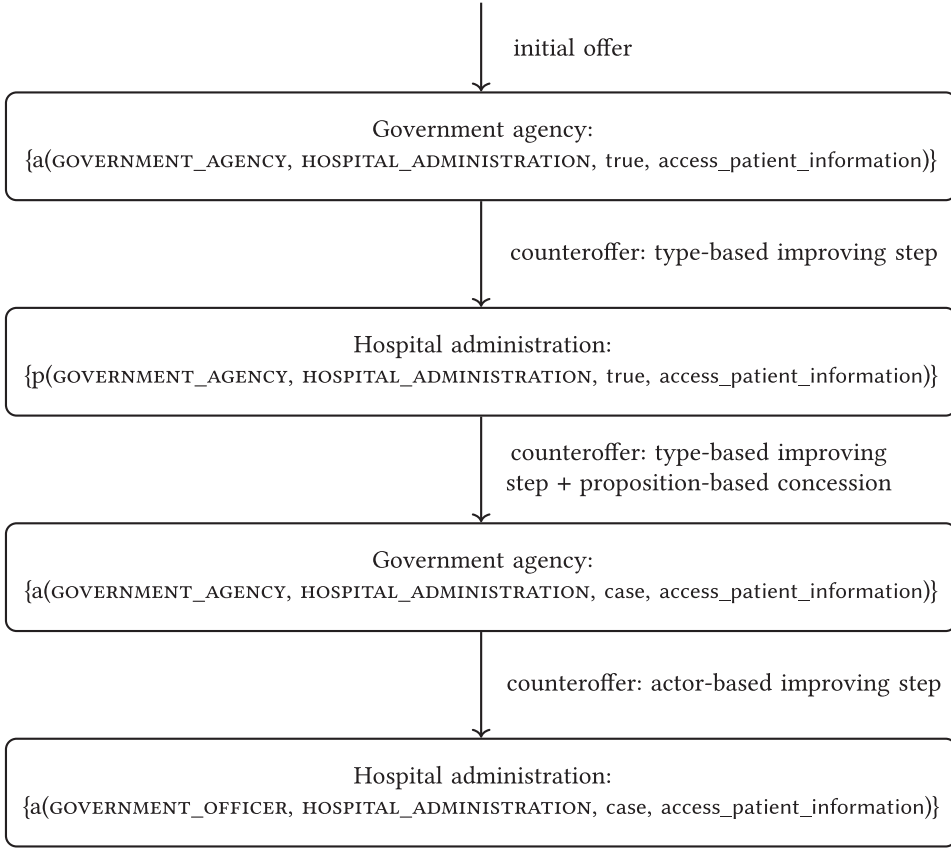 initial offer
Government agency:
{a(GOVERNMENT_AGENCY, HOSPITAL_ADMINISTRATION, true, access_patient_information)}
counteroffer: type-based improving step
Hospital administration:
{p(GOVERNMENT_AGENCY, HOSPITAL_ADMINISTRATION, true, access_patient_information)}
counteroffer: type-based improving
step + proposition-based concession
Government agency:
{a(GOVERNMENT_AGENCY, HOSPITAL_ADMINISTRATION, case, access_patient_information)}
counteroffer: actor-based improving step
Hospital administration:
{a(GOVERNMENT_OFFICER, HOSPITAL_ADMINISTRATION, case, access_patient_information)}